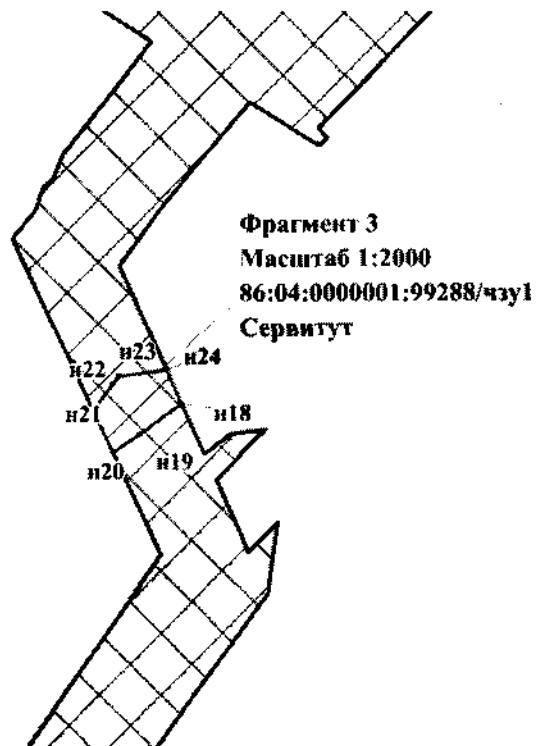 Фрагмент 3
Масштаб 1:2000
86:04:0000001:99288/чзу1
Сервитут
н23
н24
н22
н21
н18
н19
н20